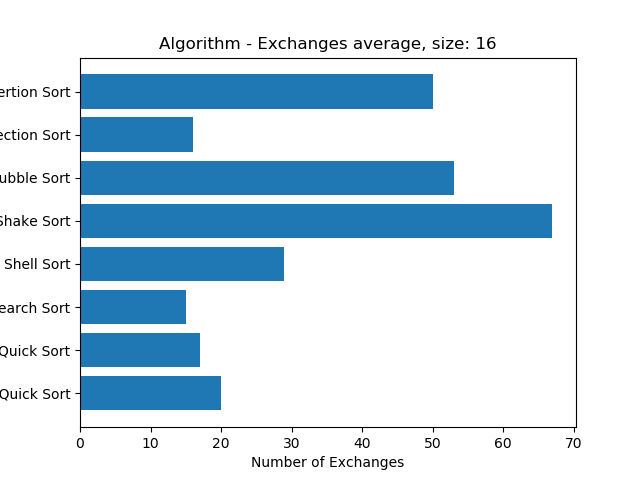 Algorithm - Exchanges average, size: 16
ertion Sort
ection Sort
ubble Sort
Shake Sort
Shell Sort
earch Sort
Quick Sort
Quick Sort
0 10 20 30 40 50 60 70
Number of Exchanges